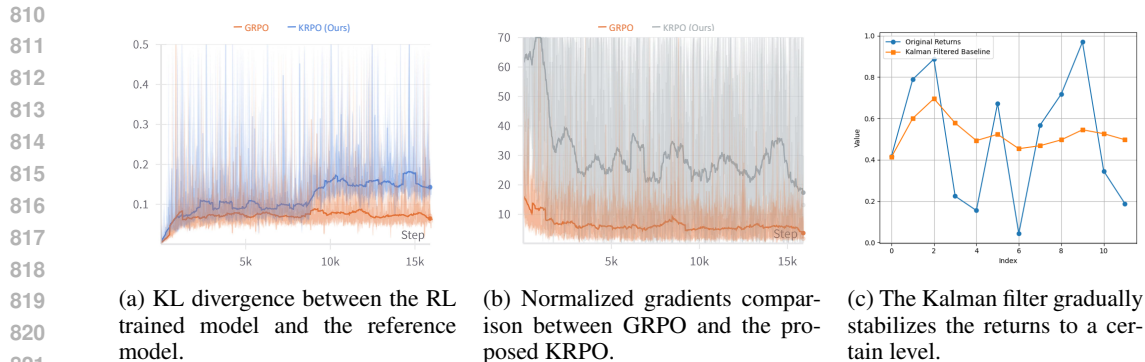 810
811
812
813
814
815
816
817
818
819
820
821
GRPO KRPO (Ours)
0.5
0.4
0.3
0.2
0.1
Step
5k 10k 15k
(a) KL divergence between the RL
trained model and the reference
model.
GRPO KRPO (Ours)
70
60
50
40
30
20
10
Step
5k 10k 15k
(b) Normalized gradients compar-
ison between GRPO and the pro-
posed KRPO.
Original Returns
Kalman Filtered Baseline
Value
1.0
0.8
0.6
0.4
0.2
0.0
0 2 4 6 8 10
Index
(c) The Kalman filter gradually
stabilizes the returns to a cer-
tain level.